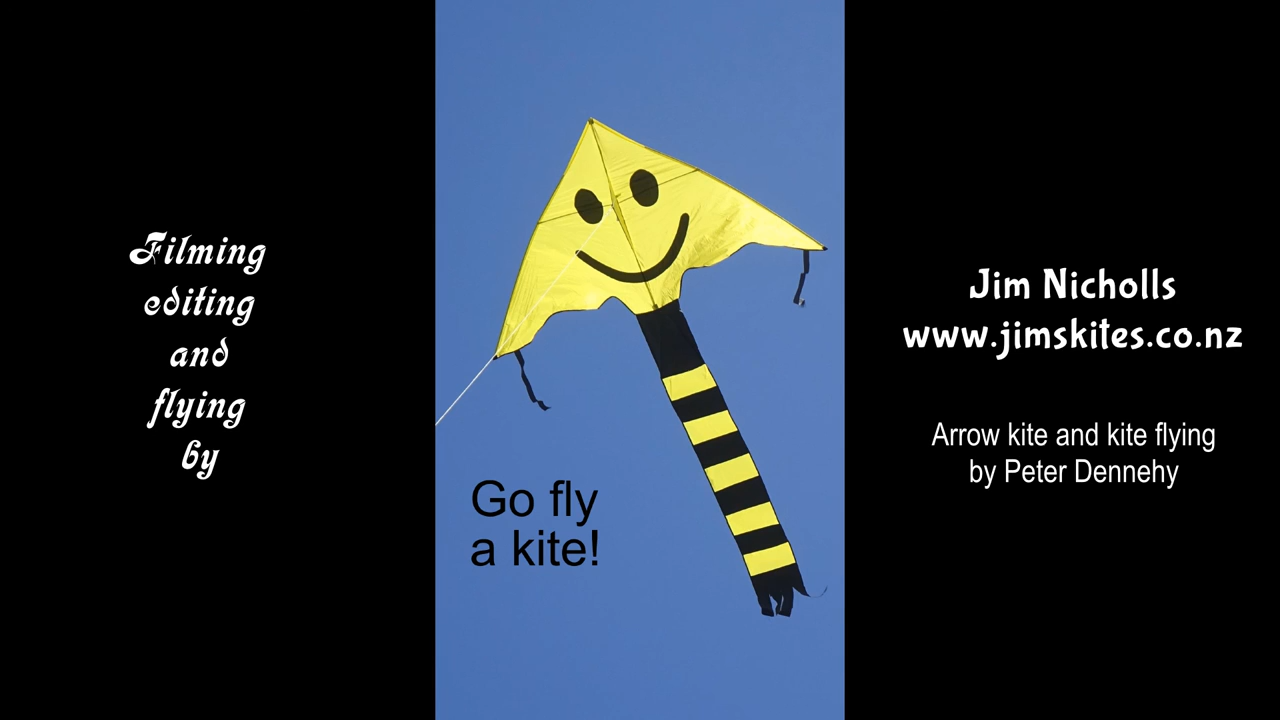 Filming
editing
and
flying
by
Go fly
a kite!
Jim Nicholls
www.jimskites.co.nz
Arrow kite and kite flying
by Peter Dennehy